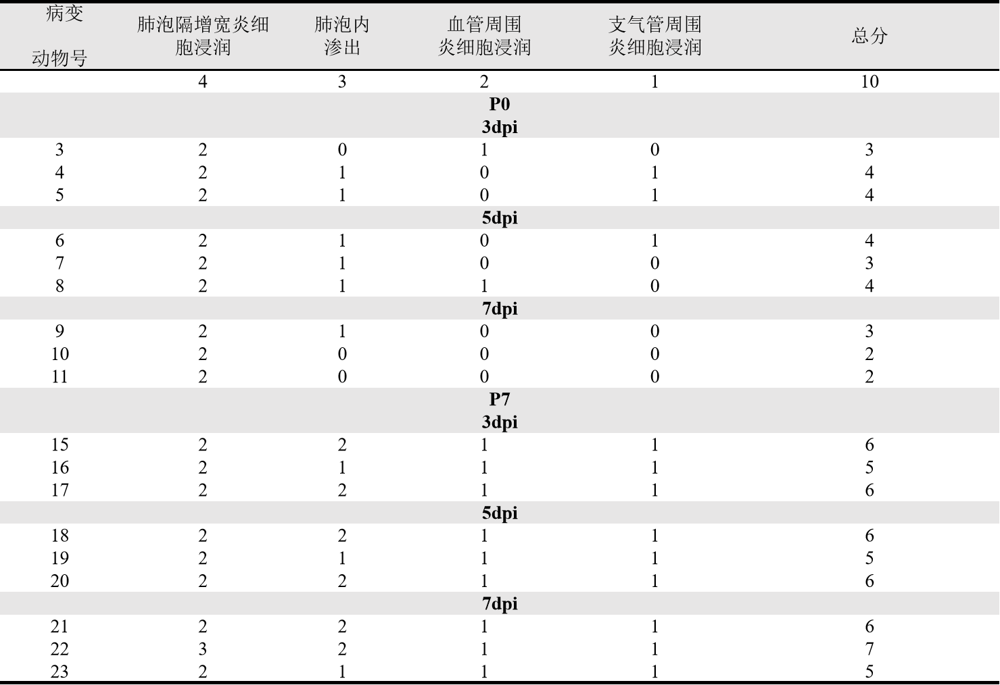 病变
动物号
肺泡隔增宽炎细
胞浸润
肺泡内
渗出
血管周围
炎细胞浸润
支气管周围
炎细胞浸润
总分
4 3 2 1 10
P0
3dpi
3 2 0 1 0 3
4 2 1 0 1 4
5 2 1 0 1 4
5dpi
6 2 1 0 1 4
7 2 1 0 0 3
8 2 1 1 0 4
7dpi
9 2 1 0 0 3
10 2 0 0 0 2
11 2 0 0 0 2
P7
3dpi
15 2 2 1 1 6
16 2 1 1 1 5
17 2 2 1 1 6
5dpi
18 2 2 1 1 6
19 2 1 1 1 5
20 2 2 1 1 6
7dpi
21 2 2 1 1 6
22 3 2 1 1 7
23 2 1 1 1 5